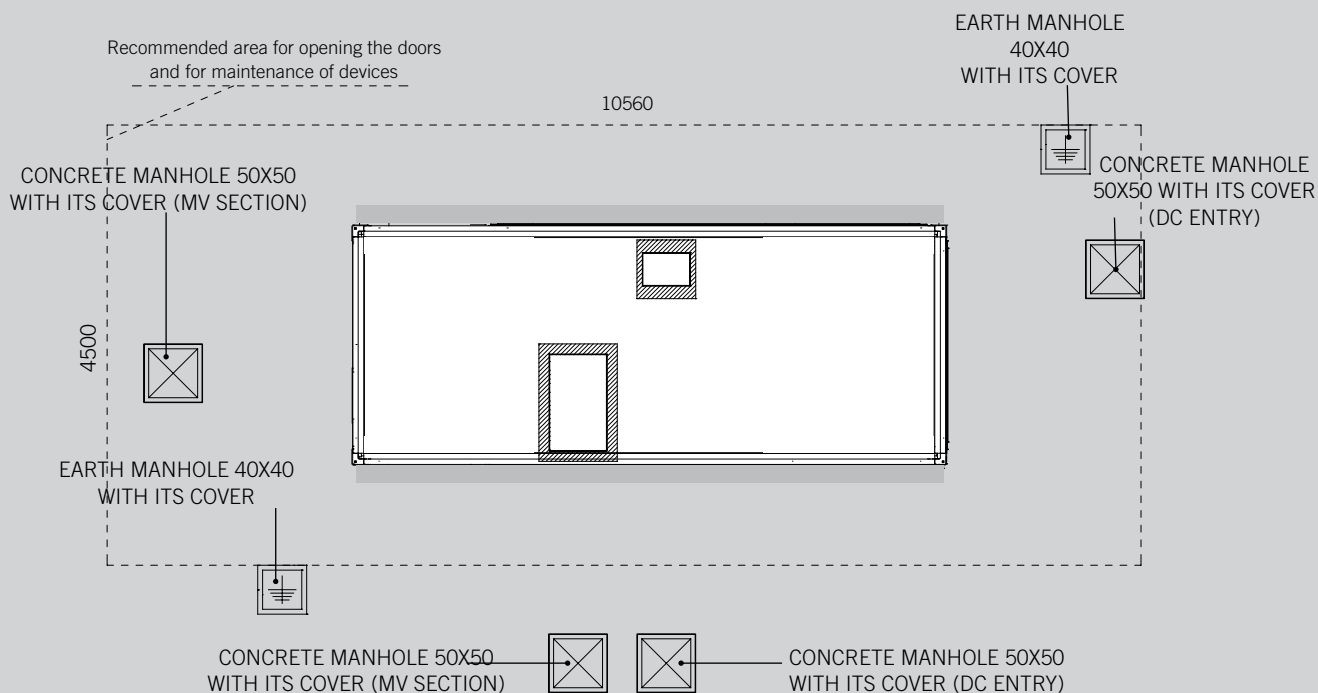 EARTH MANHOLE
40X40
WITH ITS COVER
Recommended area for opening the doors
and for maintenance of devices
10560
CONCRETE MANHOLE 50X50
WITH ITS COVER (MV SECTION)
CONCRETE MANHOLE
50X50 WITH ITS COVER
(DC ENTRY)
4500
EARTH MANHOLE 40X40
WITH ITS COVER
CONCRETE MANHOLE 50X50
WITH ITS COVER (MV SECTION)
CONCRETE MANHOLE 50X50
WITH ITS COVER (DC ENTRY)